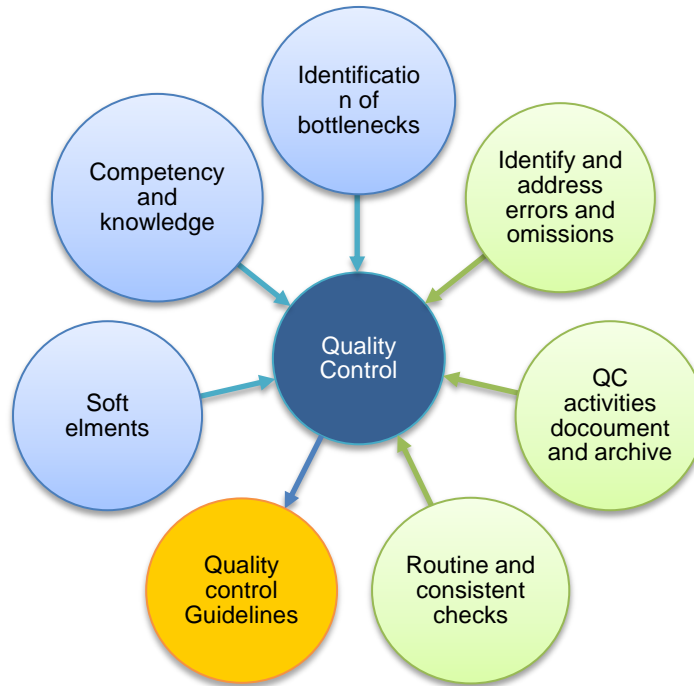 Identificatio
n of
bottlenecks
Identify and
address
errors and
omissions
Competency
and
knowledge
Quality
Control
QC
activities
docoument
and archive
Soft
elments
Quality
control
Guidelines
Routine and
consistent
checks